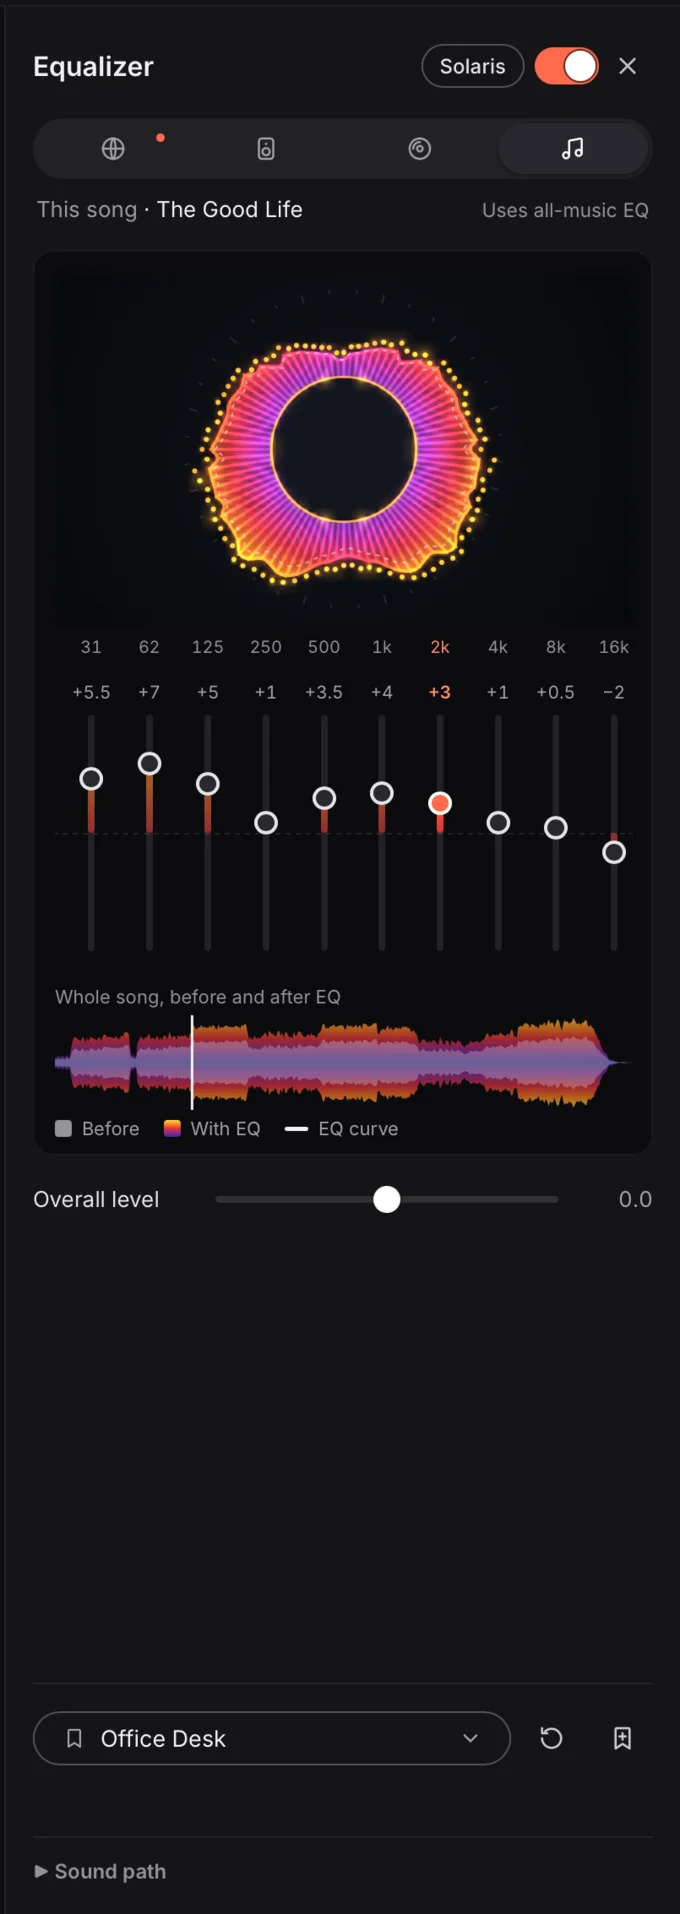 Equalizer
Solaris
This song · The Good Life
Uses all-music EQ
31 62 125 250 500 1k 2k 4k 8k 16k
+5.5 +7 +5 +1 +3.5 +4 +3 +1 +0.5 −2
Whole song, before and after EQ
Before With EQ EQ curve
Overall level 0.0
Office Desk
Sound path